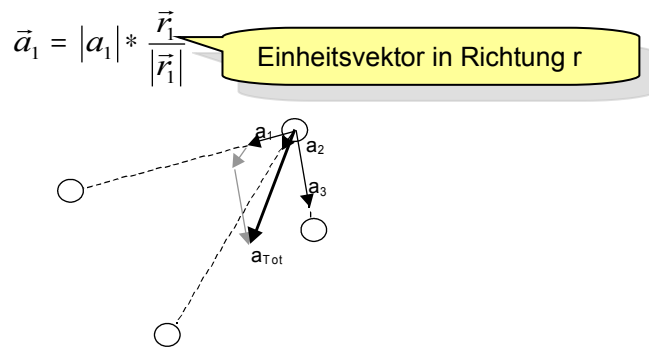 a⃗₁ = |a₁| * r⃗₁ / |r⃗₁|
Einheitsvektor in Richtung r
a₁
a₂
a₃
a_Tot